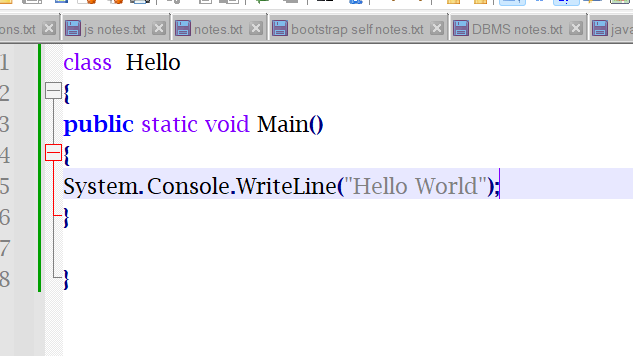 ons.txt js notes.txt notes.txt bootstrap self notes.txt DBMS notes.txt java
1 class Hello
2 {
3 public static void Main()
4 {
5 System.Console.WriteLine("Hello World");
6 }
7
8 }